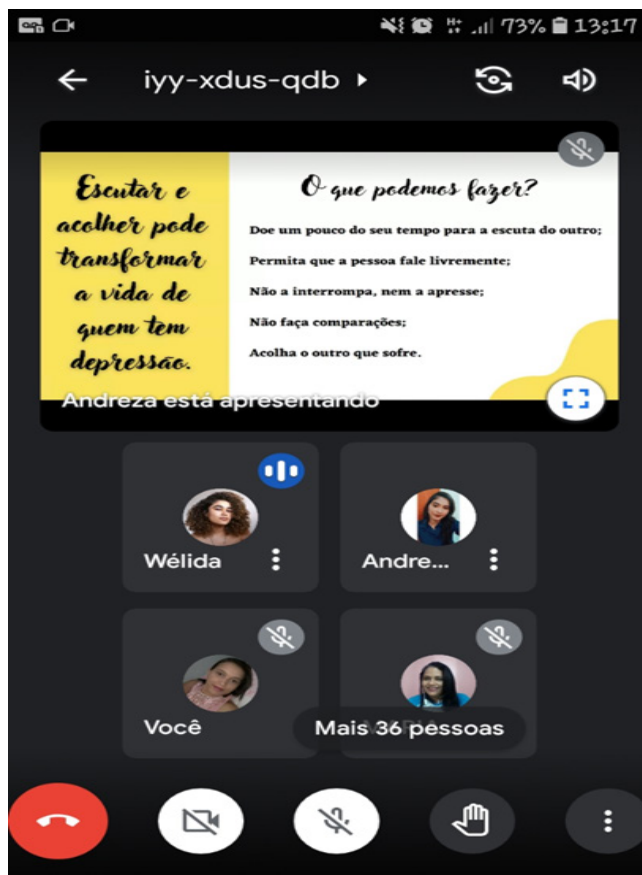 73% 13:17
iyy-xdus-qdb
Escutar e
acolher pode
transformar
a vida de
quem tem
depressão.
O que podemos fazer?
Doe um pouco do seu tempo para a escuta do outro;
Permita que a pessoa fale livremente;
Não a interrompa, nem a apresse;
Não faça comparações;
Acolha o outro que sofre.
Andreza está apresentando
Wélida
Andre...
Você
Mais 36 pessoas